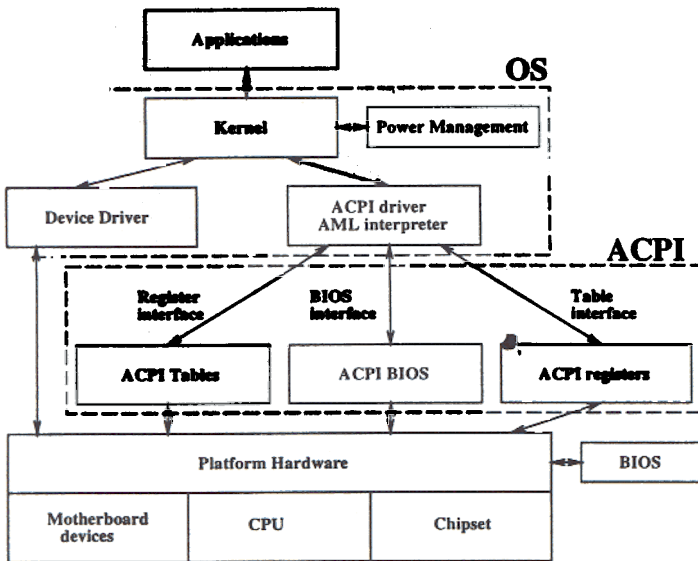 Applications
OS
Kernel
Power Management
Device Driver
ACPI driver
AML interpreter
ACPI
Register
interface
BIOS
interface
Table
interface
ACPI Tables
ACPI BIOS
ACPI registers
Platform Hardware
BIOS
Motherboard
devices
CPU
Chipset